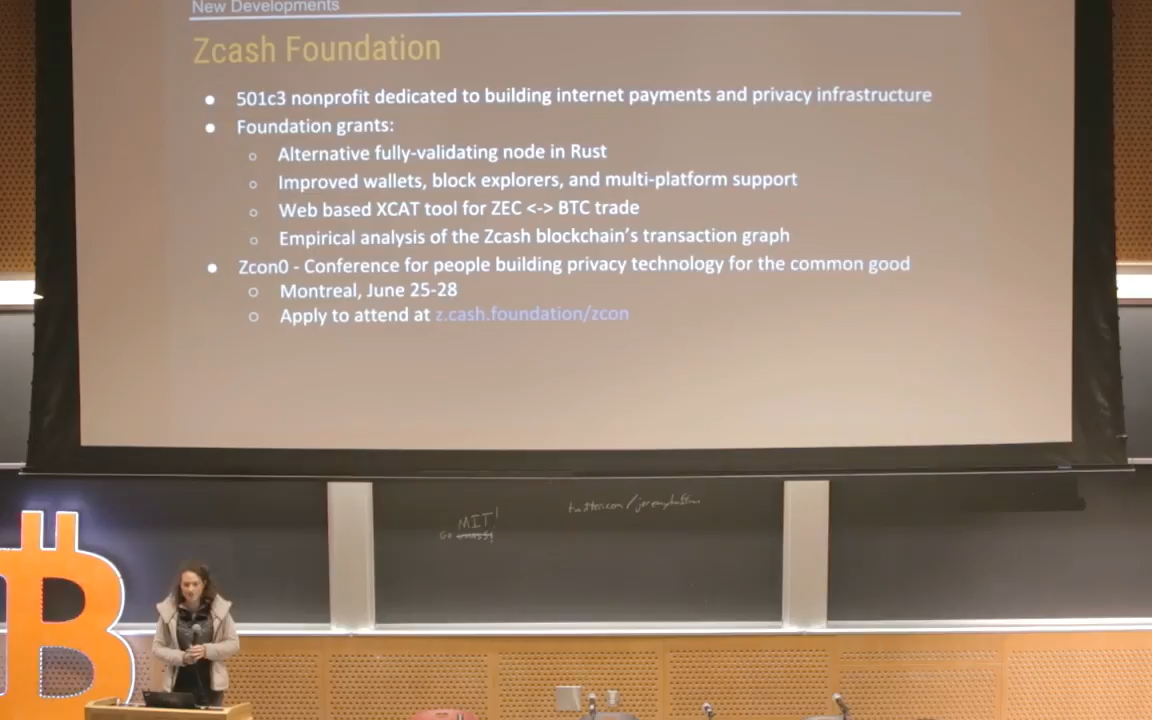 New Developments
Zcash Foundation
● 501c3 nonprofit dedicated to building internet payments and privacy infrastructure
● Foundation grants:
○ Alternative fully-validating node in Rust
○ Improved wallets, block explorers, and multi-platform support
○ Web based XCAT tool for ZEC <-> BTC trade
○ Empirical analysis of the Zcash blockchain's transaction graph
● Zcon0 - Conference for people building privacy technology for the common good
○ Montreal, June 25-28
○ Apply to attend at z.cash.foundation/zcon
twitter.com/
MIT!
Go
B